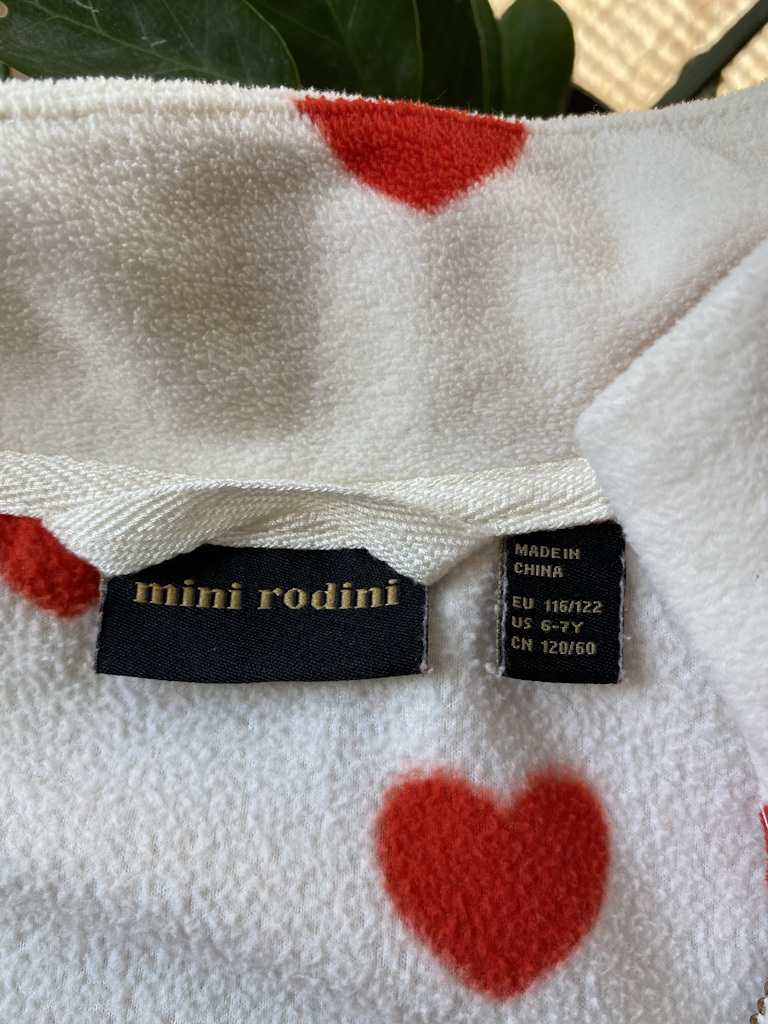 mini rodini
MADE IN
CHINA
EU 116/122
US 6-7Y
CN 120/60